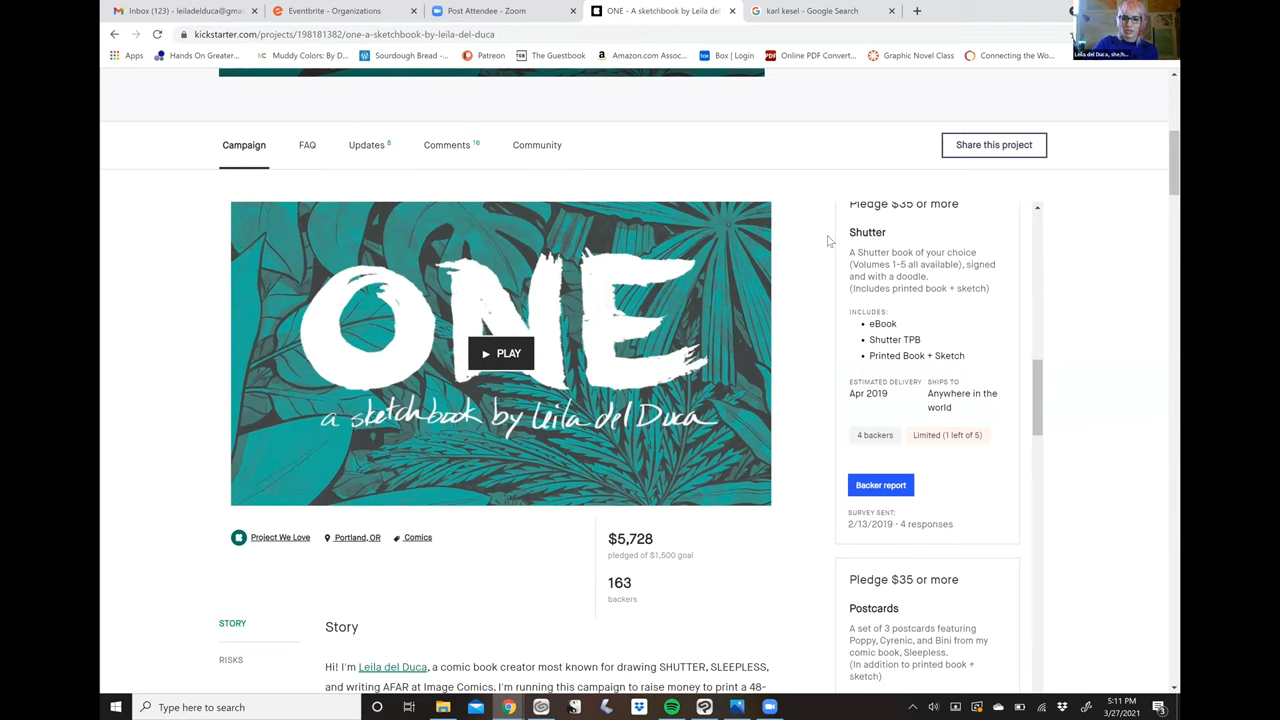 Inbox (123) - leiladelduca@gmai
Eventbrite - Organizations
Post Attendee - Zoom
ONE - A sketchbook by Leila del
karl kesel - Google Search
kickstarter.com/projects/198181382/one-a-sketchbook-by-leila-del-duca
Apps
Hands On Greater...
Muddy Colors: By D...
Sourdough Bread -...
Patreon
The Guestbook
Amazon.com Assoc...
Box | Login
Online PDF Convert...
Graphic Novel Class
Connecting the Wo...
Leila del Duca, she/h
Campaign
FAQ
Updates 6
Comments 16
Community
Share this project
ONE
PLAY
a sketchbook by leila del Duca
Project We Love
Portland, OR
Comics
$5,728
pledged of $1,500 goal
163
backers
STORY
RISKS
Story
Hi! I'm Leila del Duca, a comic book creator most known for drawing SHUTTER, SLEEPLESS,
and writing AFAR at Image Comics. I'm running this campaign to raise money to print a 48-
Pledge $35 or more
Shutter
A Shutter book of your choice
(Volumes 1-5 all available), signed
and with a doodle.
(Includes printed book + sketch)
INCLUDES:
• eBook
• Shutter TPB
• Printed Book + Sketch
ESTIMATED DELIVERY
Apr 2019
SHIPS TO
Anywhere in the
world
4 backers
Limited (1 left of 5)
Backer report
SURVEY SENT:
2/13/2019 · 4 responses
Pledge $35 or more
Postcards
A set of 3 postcards featuring
Poppy, Cyrenic, and Bini from my
comic book, Sleepless.
(In addition to printed book +
sketch)
Type here to search
5:11 PM
3/27/2021